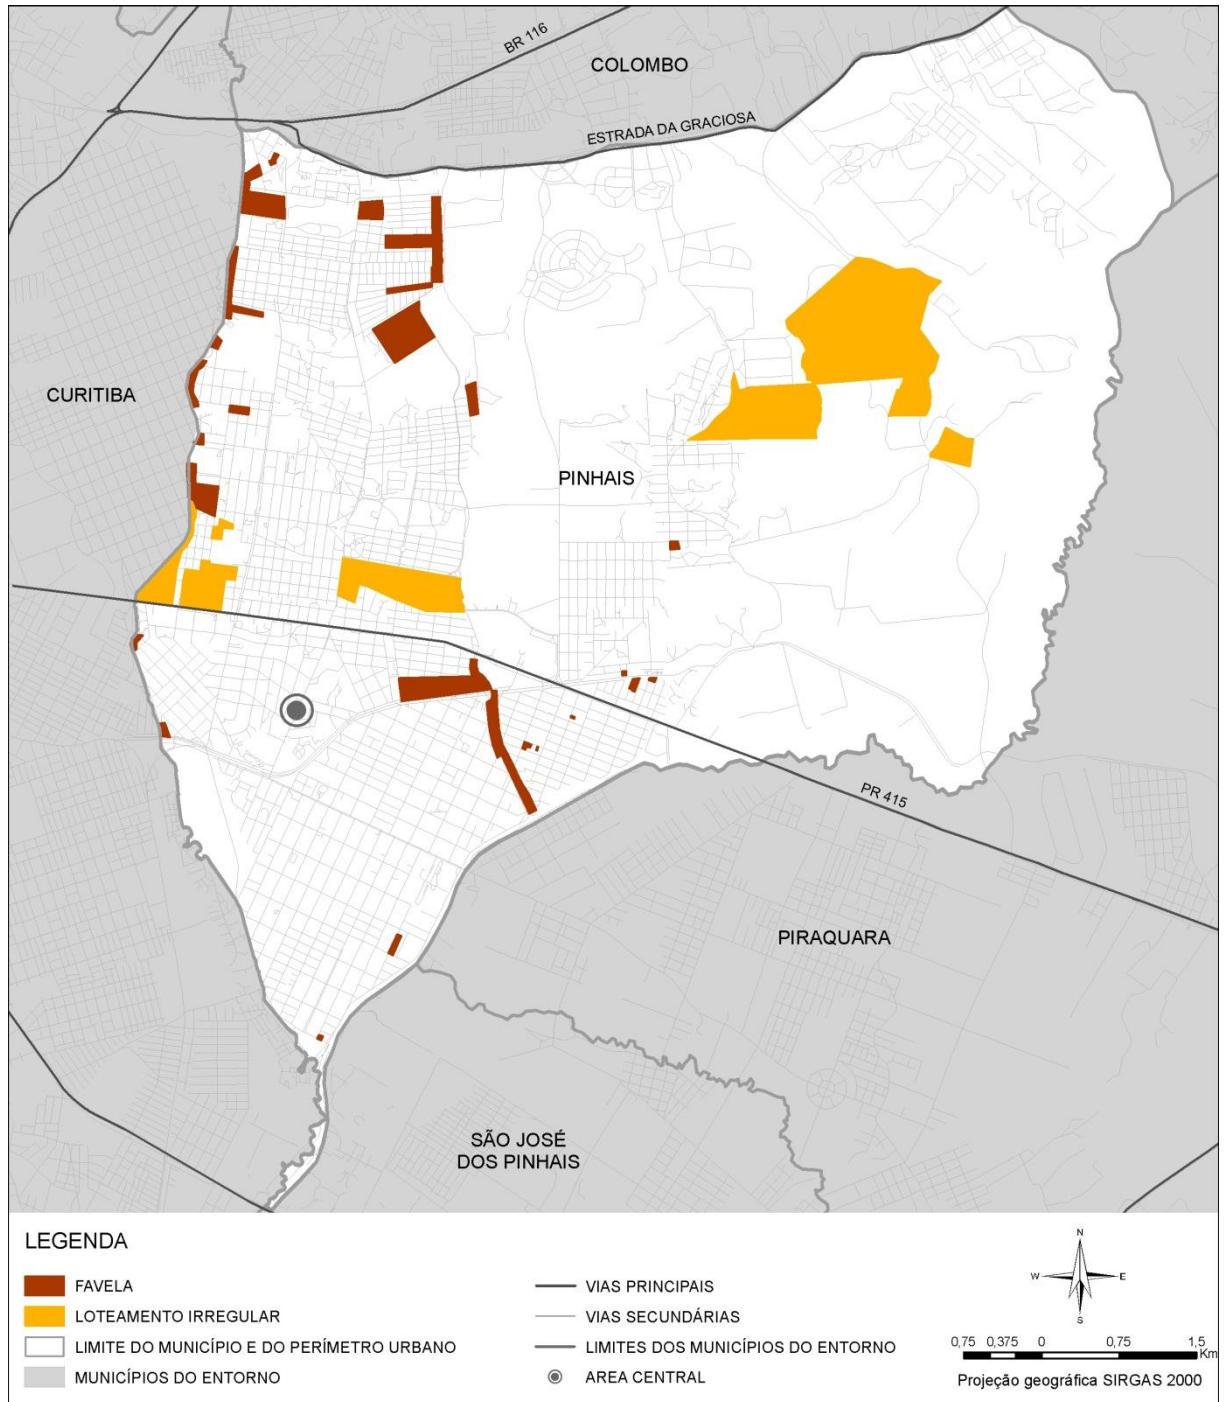 BR 116
COLOMBO
ESTRADA DA GRACIOSA
CURITIBA
PINHAIS
PR 415
PIRAQUARA
SÃO JOSÉ
DOS PINHAIS
LEGENDA
FAVELA
LOTEAMENTO IRREGULAR
LIMITE DO MUNICÍPIO E DO PERÍMETRO URBANO
MUNICÍPIOS DO ENTORNO
VIAS PRINCIPAIS
VIAS SECUNDÁRIAS
LIMITES DOS MUNICÍPIOS DO ENTORNO
AREA CENTRAL
N
W E
S
0,75 0,375 0 0,75 1,5
Km
Projeção geográfica SIRGAS 2000